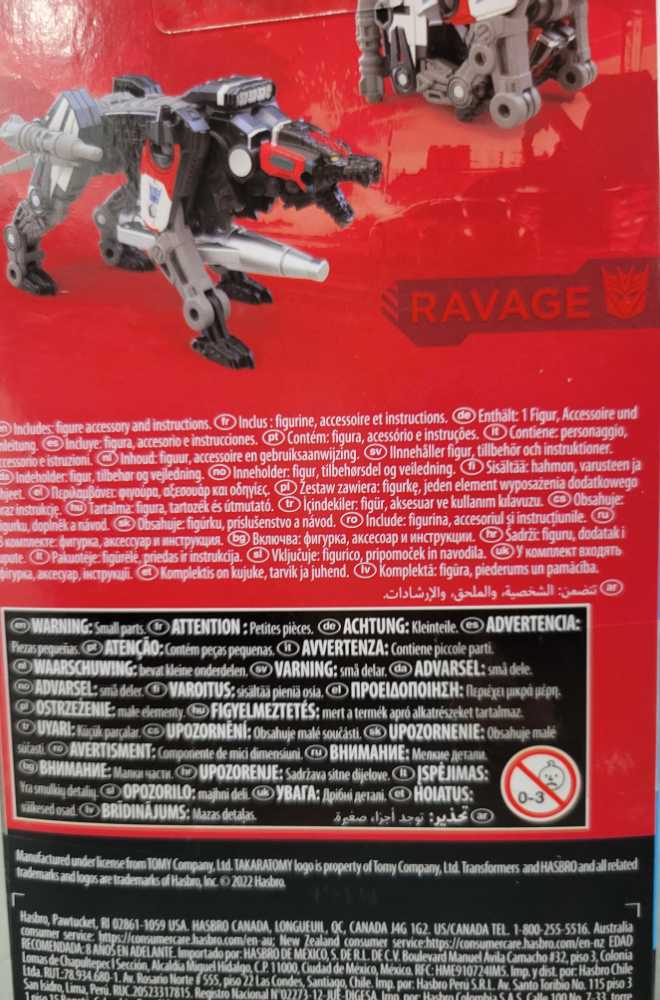 RAVAGE
en Includes: figure accessory and instructions. fr Inclus : figurine, accessoire et instructions. de Enthält: 1 Figur, Accessoire und
nleitung. es Incluye: figura, accesorio e instrucciones. pt Contém: figura, acessório e instruções. it Contiene: personaggio,
ccessorio e istruzioni. nl Inhoud: figuur, accessoire en gebruiksaanwijzing. sv IInnehåller figur, tillbehör och instruktioner.
da Indeholder: figur, tilbehør og vejledning. no Inneholder: figur, tilbehørsdel og veiledning. fi Sisältää: hahmon, varusteen ja
hjeet. el Περιλαμβάνει: φιγούρα, αξεσουάρ και οδηγίες. pl Zestaw zawiera: figurkę, jeden element wyposażenia dodatkowego
raz instrukcje. hu Tartalma: figura, tartozék és útmutató. tr İçindekiler: figür, aksesuar ve kullanım kılavuzu. cs Obsahuje:
igurku, doplněk a návod. sk Obsahuje: figúrku, príslušenstvo a návod. ro Include: figurina, accesoriul și instrucțiunile. ru
В комплекте: фигурка, аксессуар и инструкция. bg Включва: фигурка, аксесоар и инструкции. hr Sadrži: figuru, dodatak i
upute. lt Pakuotėje: figūrėlė, priedas ir instrukcija. sl Vključuje: figurico, pripomoček in navodila. uk У комплект входять
фігурка, аксесуар, інструкції. et Komplektis on kujuke, tarvik ja juhend. lv Komplektā: figūra, piederums un pamācība.
ar تتضمن: الشخصية، والملحق، والإرشادات.
en WARNING: Small parts. fr ATTENTION : Petites pièces. de ACHTUNG: Kleinteile. es ADVERTENCIA:
Piezas pequeñas. pt ATENÇÃO: Contém peças pequenas. it AVVERTENZA: Contiene piccole parti.
nl WAARSCHUWING: bevat kleine onderdelen. sv VARNING: små delar. da ADVARSEL: små dele.
no ADVARSEL: små deler. fi VAROITUS: sisältää pieniä osia. el ΠΡΟΕΙΔΟΠΟΙΗΣΗ: Περιέχει μικρά μέρη.
pl OSTRZEŻENIE: małe elementy. hu FIGYELMEZTETÉS: mert a termék apró alkatrészeket tartalmaz.
tr UYARI: Küçük parçalar. cs UPOZORNĚNÍ: Obsahuje malé součásti. sk UPOZORNENIE: Obsahuje malé
súčasti ro AVERTISMENT: Componente de mici dimensiuni. ru ВНИМАНИЕ: Мелкие детали.
bg ВНИМАНИЕ: Малки части. hr UPOZORENJE: Sadržava sitne dijelove. lt ĮSPĖJIMAS:
Yra smulkių detalių. sl OPOZORILO: majhni deli. uk УВАГА: Дрібні деталі. et HOIATUS:
väikesed osad. lv BRĪDINĀJUMS: Mazas detaļas. ar تحذير: توجد أجزاء صغيرة.
0-3
Manufactured under license from TOMY Company, Ltd. TAKARATOMY logo is property of Tomy Company, Ltd. Transformers and HASBRO and all related
trademarks and logos are trademarks of Hasbro, Inc. © 2022 Hasbro.
Hasbro, Pawtucket, RI 02861-1059 USA. HASBRO CANADA, LONGUEUIL, QC, CANADA J4G 1G2. US/CANADA TEL. 1-800-255-5516. Australia
consumer service: https://consumercare.hasbro.com/en-au; New Zealand consumer service:https://consumercare.hasbro.com/en-nz EDAD
RECOMENDADA: 8 AÑOS EN ADELANTE. Importado por: HASBRO DE MÉXICO, S. DE R.L. DE C.V. Boulevard Manuel Ávila Camacho #32, piso 3, Colonia
Lomas de Chapultepec I Sección, Alcaldía Miguel Hidalgo, C.P. 11000, Ciudad de México, México. RFC: HME910724IM5. Imp. y dist. por: Hasbro Chile
Ltda, RUT:78.934.680-1. Av. Presidente Riesco N° 555, piso 22 Las Condes, Santiago, Chile. Imp. por: Hasbro Perú S.R.L. Av. Santo Toribio No. 115 piso 3
San Isidro, Lima, Perú. RUC 20523317815. Registro Nacional N°02273-12-JUE-DIGESA. Imp.